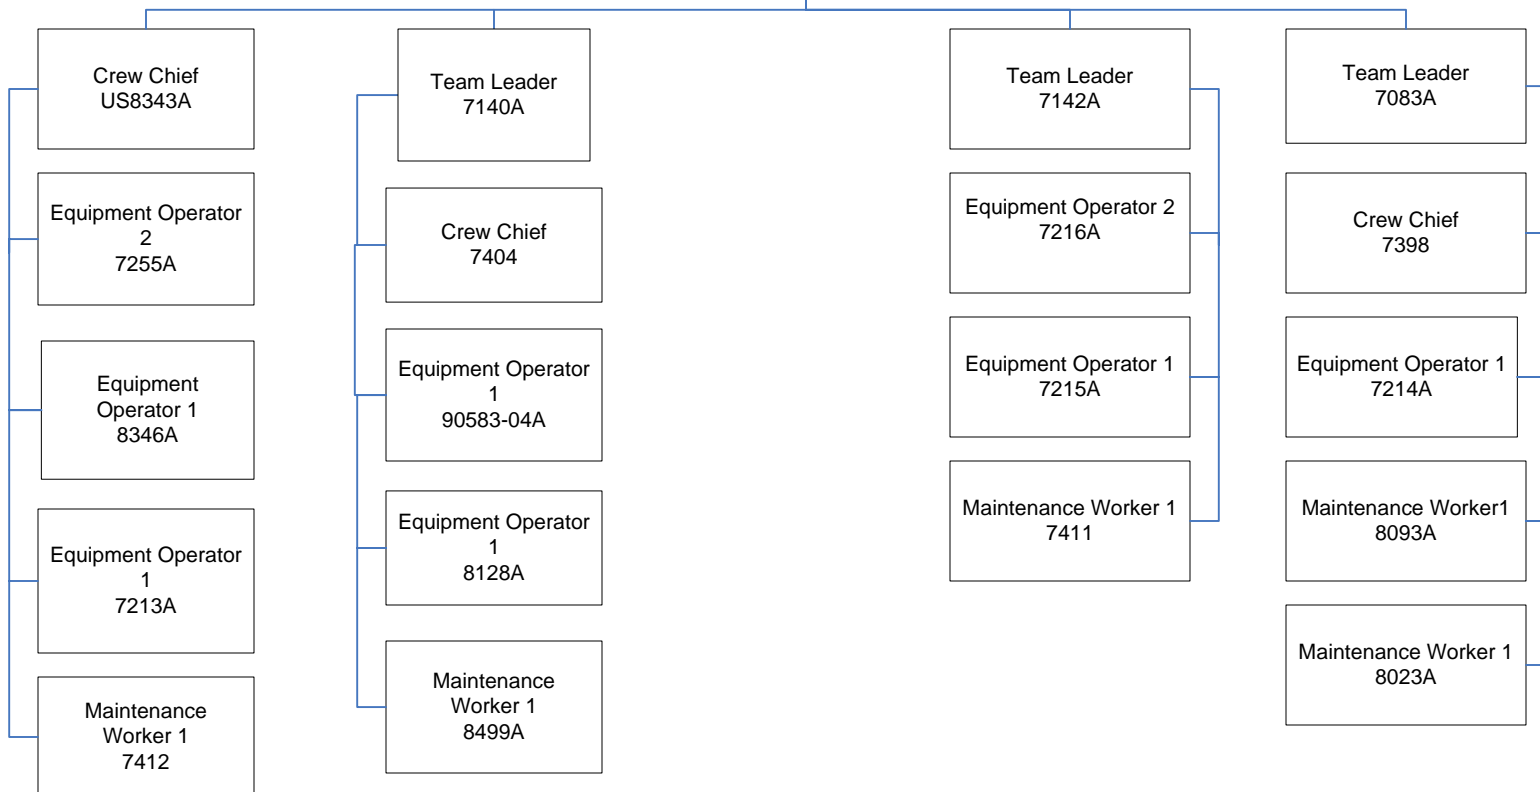 Crew Chief
US8343A
Equipment Operator
2
7255A
Equipment
Operator 1
8346A
Equipment Operator
1
7213A
Maintenance
Worker 1
7412
Team Leader
7140A
Crew Chief
7404
Equipment Operator
1
90583-04A
Equipment Operator
1
8128A
Maintenance
Worker 1
8499A
Team Leader
7142A
Equipment Operator 2
7216A
Equipment Operator 1
7215A
Maintenance Worker 1
7411
Team Leader
7083A
Crew Chief
7398
Equipment Operator 1
7214A
Maintenance Worker1
8093A
Maintenance Worker 1
8023A